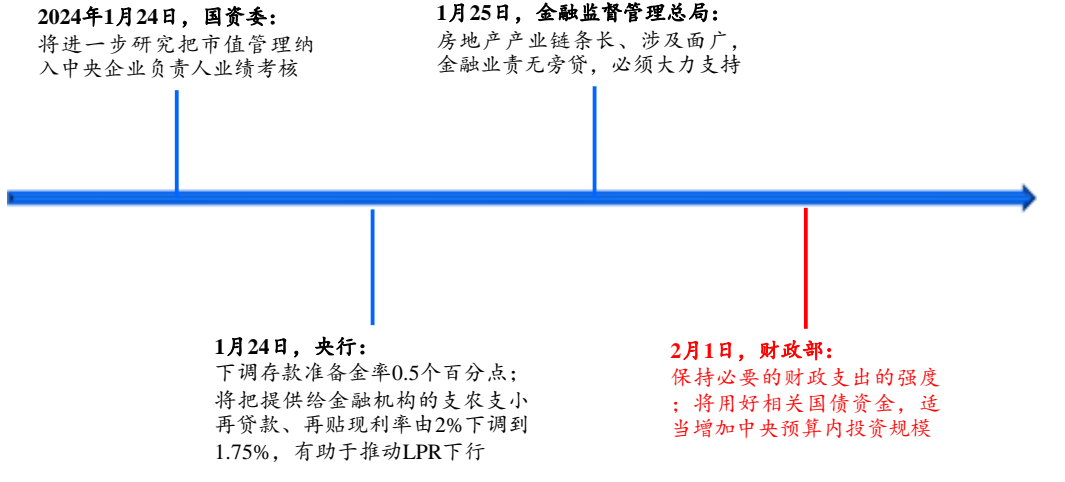 2024年1月24日，国资委：
将进一步研究把市值管理纳
入中央企业负责人业绩考核
1月25日，金融监督管理总局：
房地产产业链条长、涉及面广，
金融业责无旁贷，必须大力支持
1月24日，央行：
下调存款准备金率0.5个百分点；
将把提供给金融机构的支农支小
再贷款、再贴现利率由2%下调到
1.75%，有助于推动LPR下行
2月1日，财政部：
保持必要的财政支出的强度
；将用好相关国债资金，适
当增加中央预算内投资规模